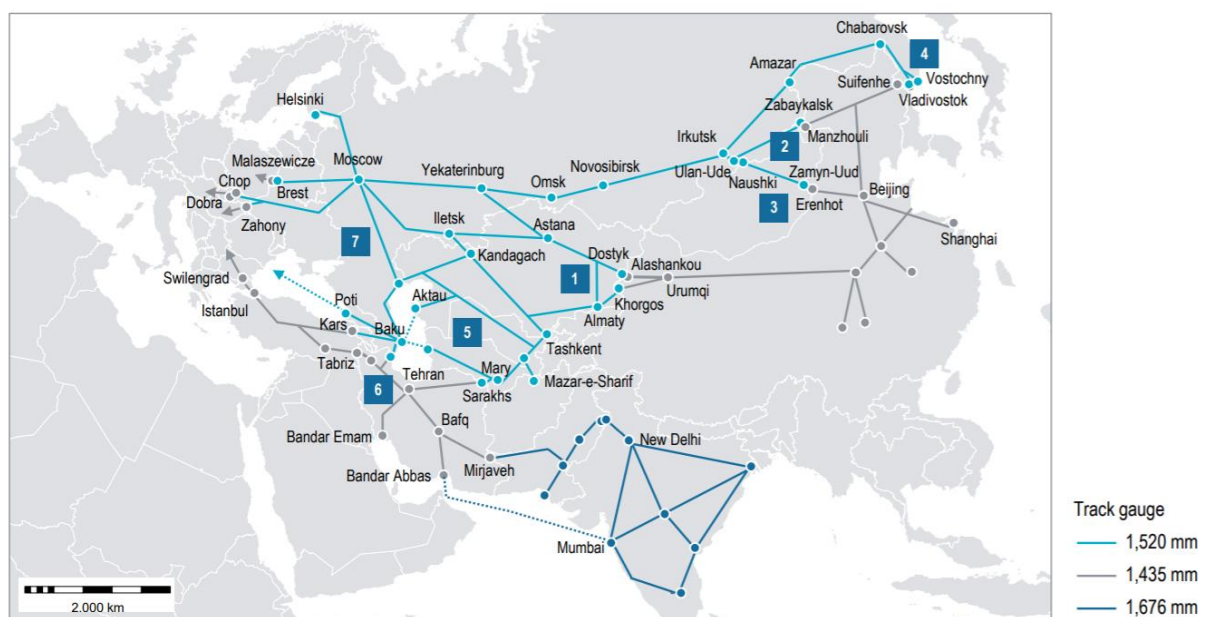 Chabarovsk
4
Amazar
Suifenhe
Vostochny
Vladivostok
Helsinki
Zabaykalsk
Manzhouli
Irkutsk
2
Malaszewicze
Moscow
Yekaterinburg
Novosibirsk
Ulan-Ude
Naushki
Zamyn-Uud
Chop
Brest
Omsk
Beijing
Dobra
Erenhot
3
Zahony
Iletsk
Astana
Shanghai
7
Kandagach
Dostyk
Alashankou
1
Swilengrad
Urumqi
Khorgos
Istanbul
Poti
Aktau
Almaty
Kars
Baku
5
Tashkent
Tabriz
Mary
Tehran
Mazar-e-Sharif
6
Sarakhs
Bafq
Bandar Emam
New Delhi
Mirjaveh
Bandar Abbas
Mumbai
2.000 km
Track gauge
1,520 mm
1,435 mm
1,676 mm